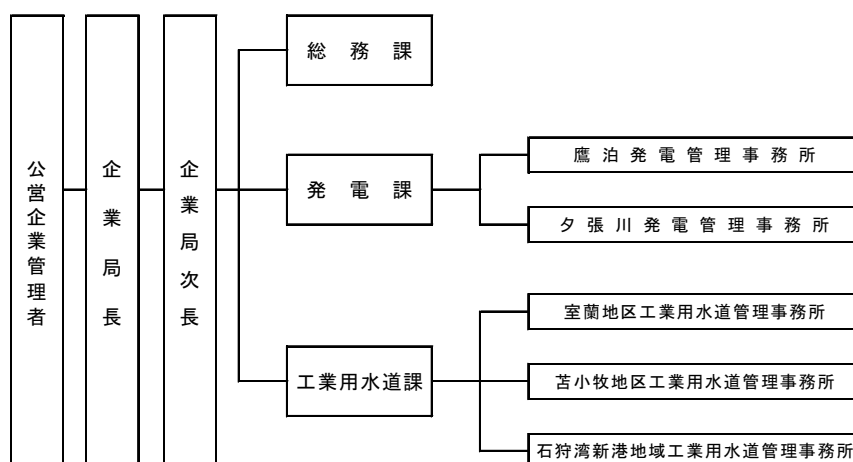 公営企業管理者
企業局長
企業局次長
総務課
発電課
鷹泊発電管理事務所
夕張川発電管理事務所
工業用水道課
室蘭地区工業用水道管理事務所
苫小牧地区工業用水道管理事務所
石狩湾新港地域工業用水道管理事務所